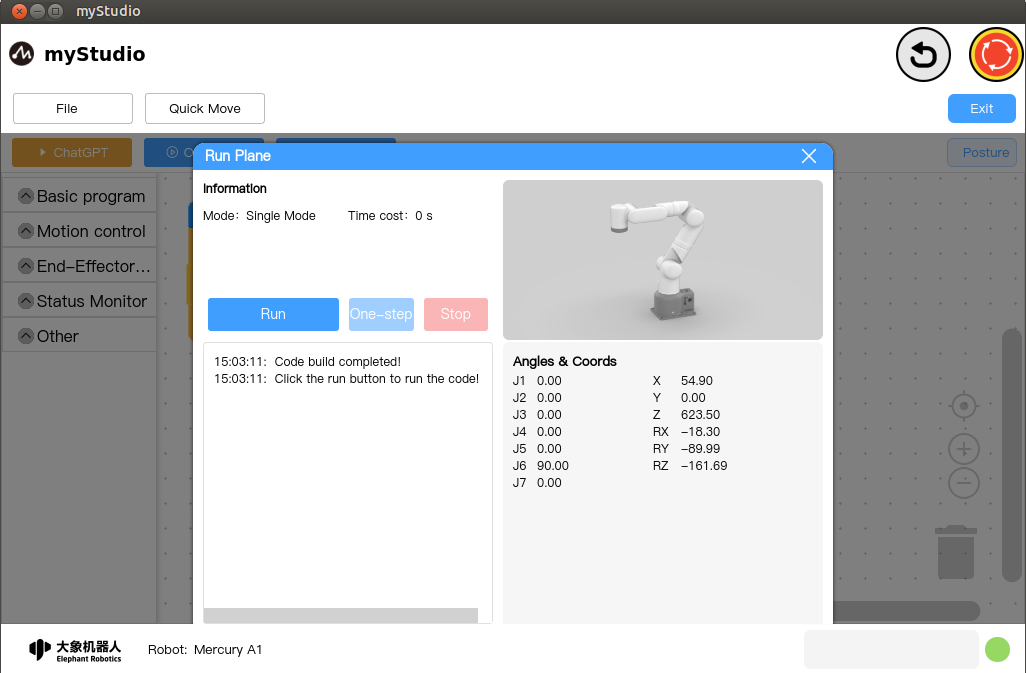 myStudio
myStudio
File
Quick Move
Exit
ChatGPT
Posture
Run Plane
Basic program
Motion control
End-Effector...
Status Monitor
Other
Information
Mode: Single Mode
Time cost: 0 s
Run
One-step
Stop
15:03:11: Code build completed!
15:03:11: Click the run button to run the code!
Angles & Coords
J1 0.00 X 54.90
J2 0.00 Y 0.00
J3 0.00 Z 623.50
J4 0.00 RX -18.30
J5 0.00 RY -89.99
J6 90.00 RZ -161.69
J7 0.00
大象机器人
Elephant Robotics
Robot: Mercury A1